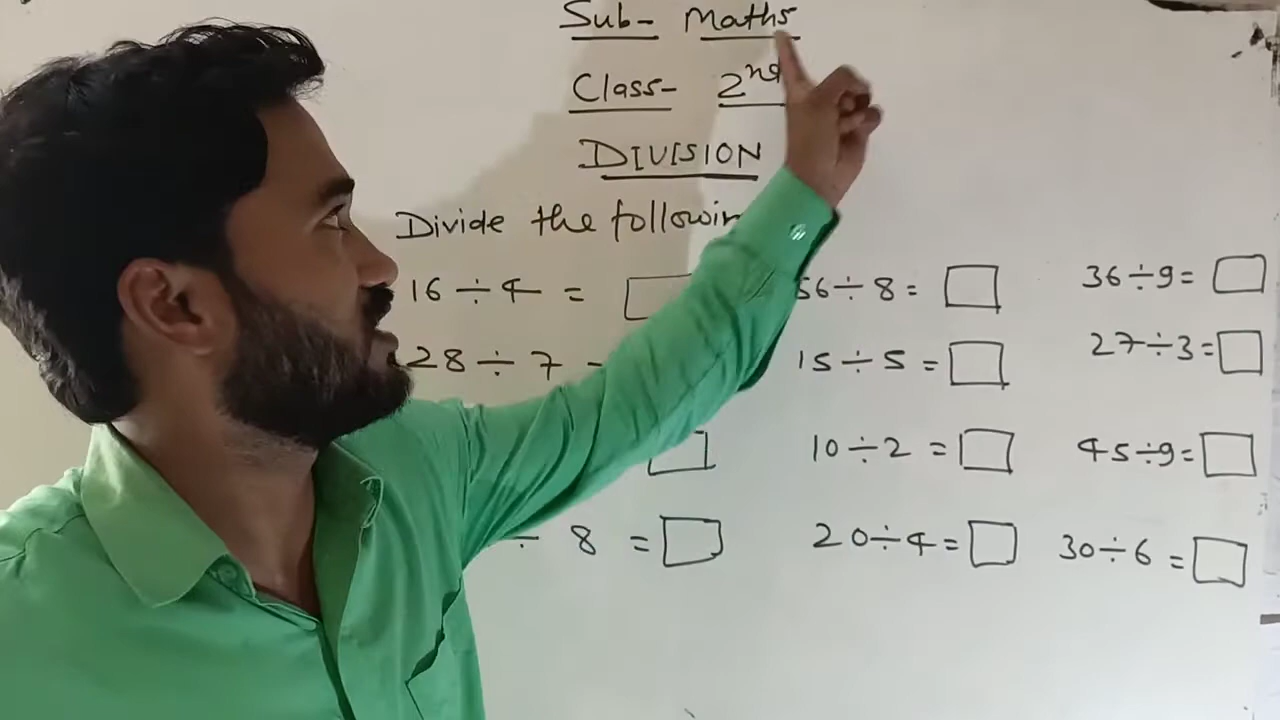 Sub- Maths
Class- 2nd
DIVISION
Divide the
16 ÷ 4 =
56 ÷ 8 =
36 ÷ 9 =
28 ÷ 7
15 ÷ 5 =
27 ÷ 3 =
10 ÷ 2 =
45 ÷ 9 =
÷ 8 =
20 ÷ 4 =
30 ÷ 6 =